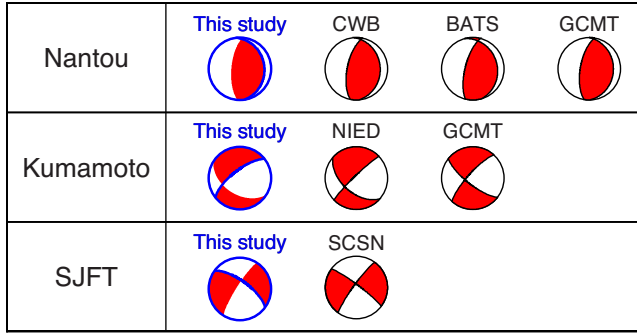 This study CWB BATS GCMT
Nantou
This study NIED GCMT
Kumamoto
This study SCSN
SJFT